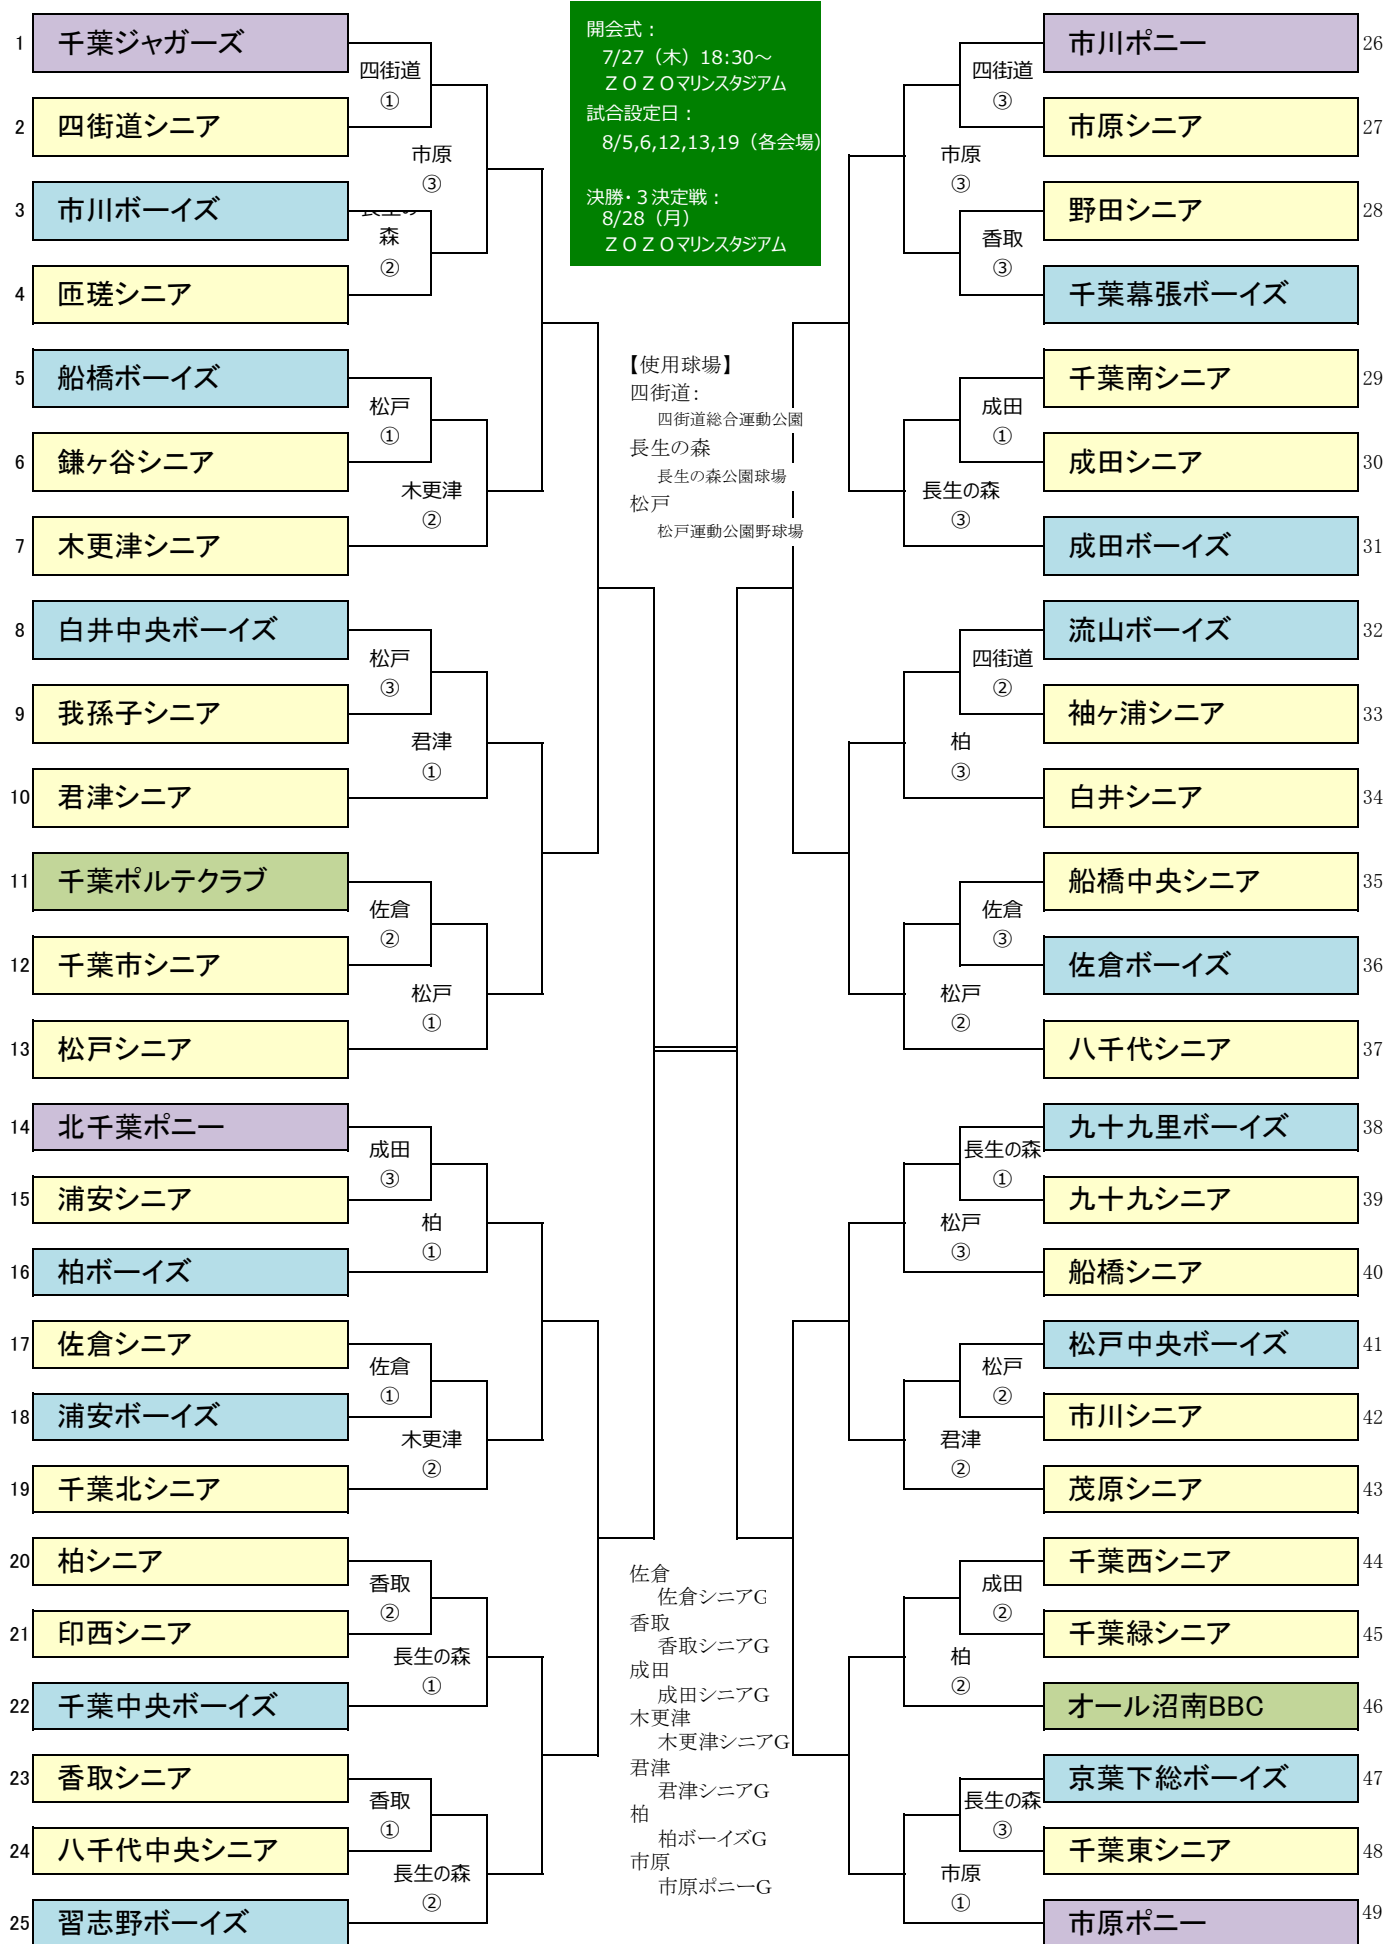 開会式：
7/27（木）18:30～
ＺＯＺＯマリンスタジアム
試合設定日：
8/5,6,12,13,19（各会場）
決勝・３決定戦：
8/28（月）
ＺＯＺＯマリンスタジアム
1 千葉ジャガーズ
四街道
①
2 四街道シニア
市原
③
3 市川ボーイズ
長生の
森
②
4 匝瑳シニア
5 船橋ボーイズ
松戸
①
6 鎌ヶ谷シニア
木更津
②
7 木更津シニア
8 白井中央ボーイズ
松戸
③
9 我孫子シニア
君津
①
10 君津シニア
11 千葉ポルテクラブ
佐倉
②
12 千葉市シニア
松戸
①
13 松戸シニア
14 北千葉ポニー
成田
③
15 浦安シニア
柏
①
16 柏ボーイズ
17 佐倉シニア
佐倉
①
18 浦安ボーイズ
木更津
②
19 千葉北シニア
20 柏シニア
香取
②
21 印西シニア
長生の森
①
22 千葉中央ボーイズ
23 香取シニア
香取
①
24 八千代中央シニア
長生の森
②
25 習志野ボーイズ
【使用球場】
四街道：
四街道総合運動公園
長生の森
長生の森公園球場
松戸
松戸運動公園野球場
佐倉
佐倉シニアG
香取
香取シニアG
成田
成田シニアG
木更津
木更津シニアG
君津
君津シニアG
柏
柏ボーイズG
市原
市原ポニーG
市川ポニー 26
四街道
③
市原シニア 27
市原
③
野田シニア 28
香取
③
千葉幕張ボーイズ
千葉南シニア 29
成田
①
成田シニア 30
長生の森
③
成田ボーイズ 31
流山ボーイズ 32
四街道
②
袖ヶ浦シニア 33
柏
③
白井シニア 34
船橋中央シニア 35
佐倉
③
佐倉ボーイズ 36
松戸
②
八千代シニア 37
九十九里ボーイズ 38
長生の森
①
九十九シニア 39
松戸
③
船橋シニア 40
松戸中央ボーイズ 41
松戸
②
市川シニア 42
君津
②
茂原シニア 43
千葉西シニア 44
成田
②
千葉緑シニア 45
柏
②
オール沼南BBC 46
京葉下総ボーイズ 47
長生の森
③
千葉東シニア 48
市原
①
市原ポニー 49